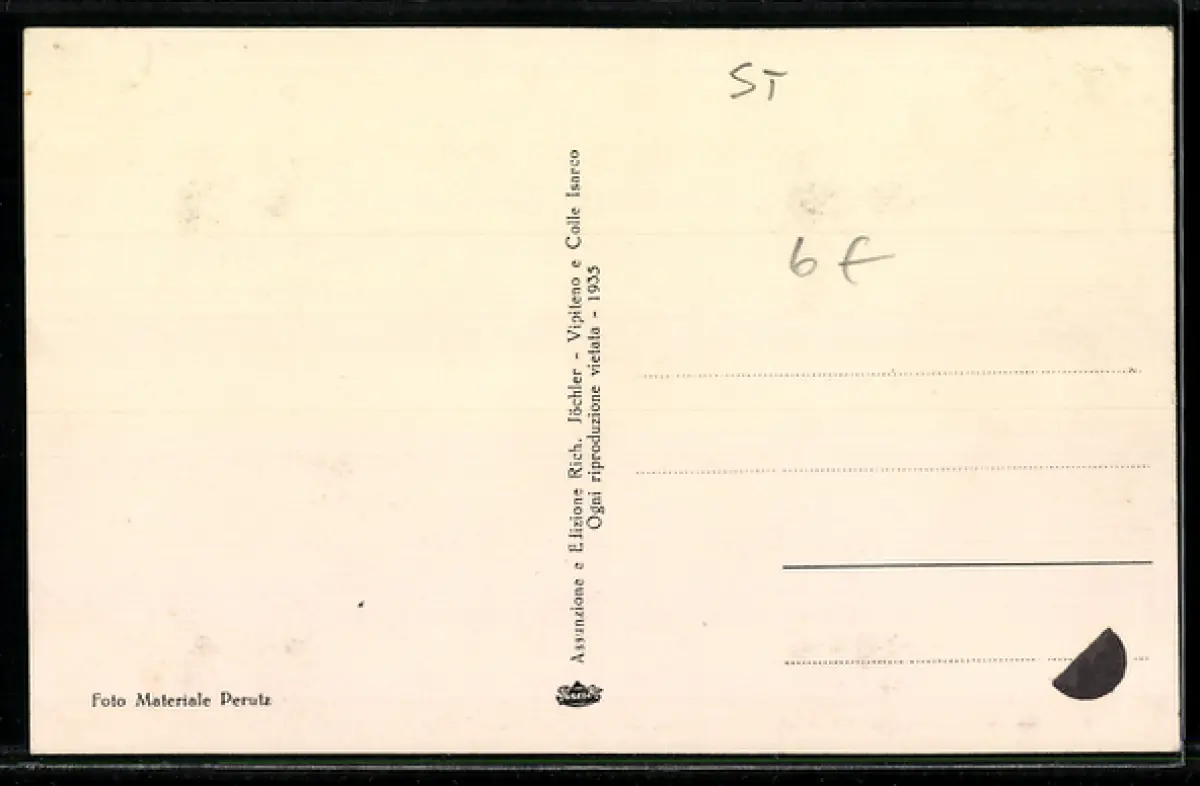 ST
6 €
Assunzione e Edizione Rich. Jöchler - Vipiteno e Colle Isarco
Ogni riproduzione vietata - 1935
Foto Materiale Perutz